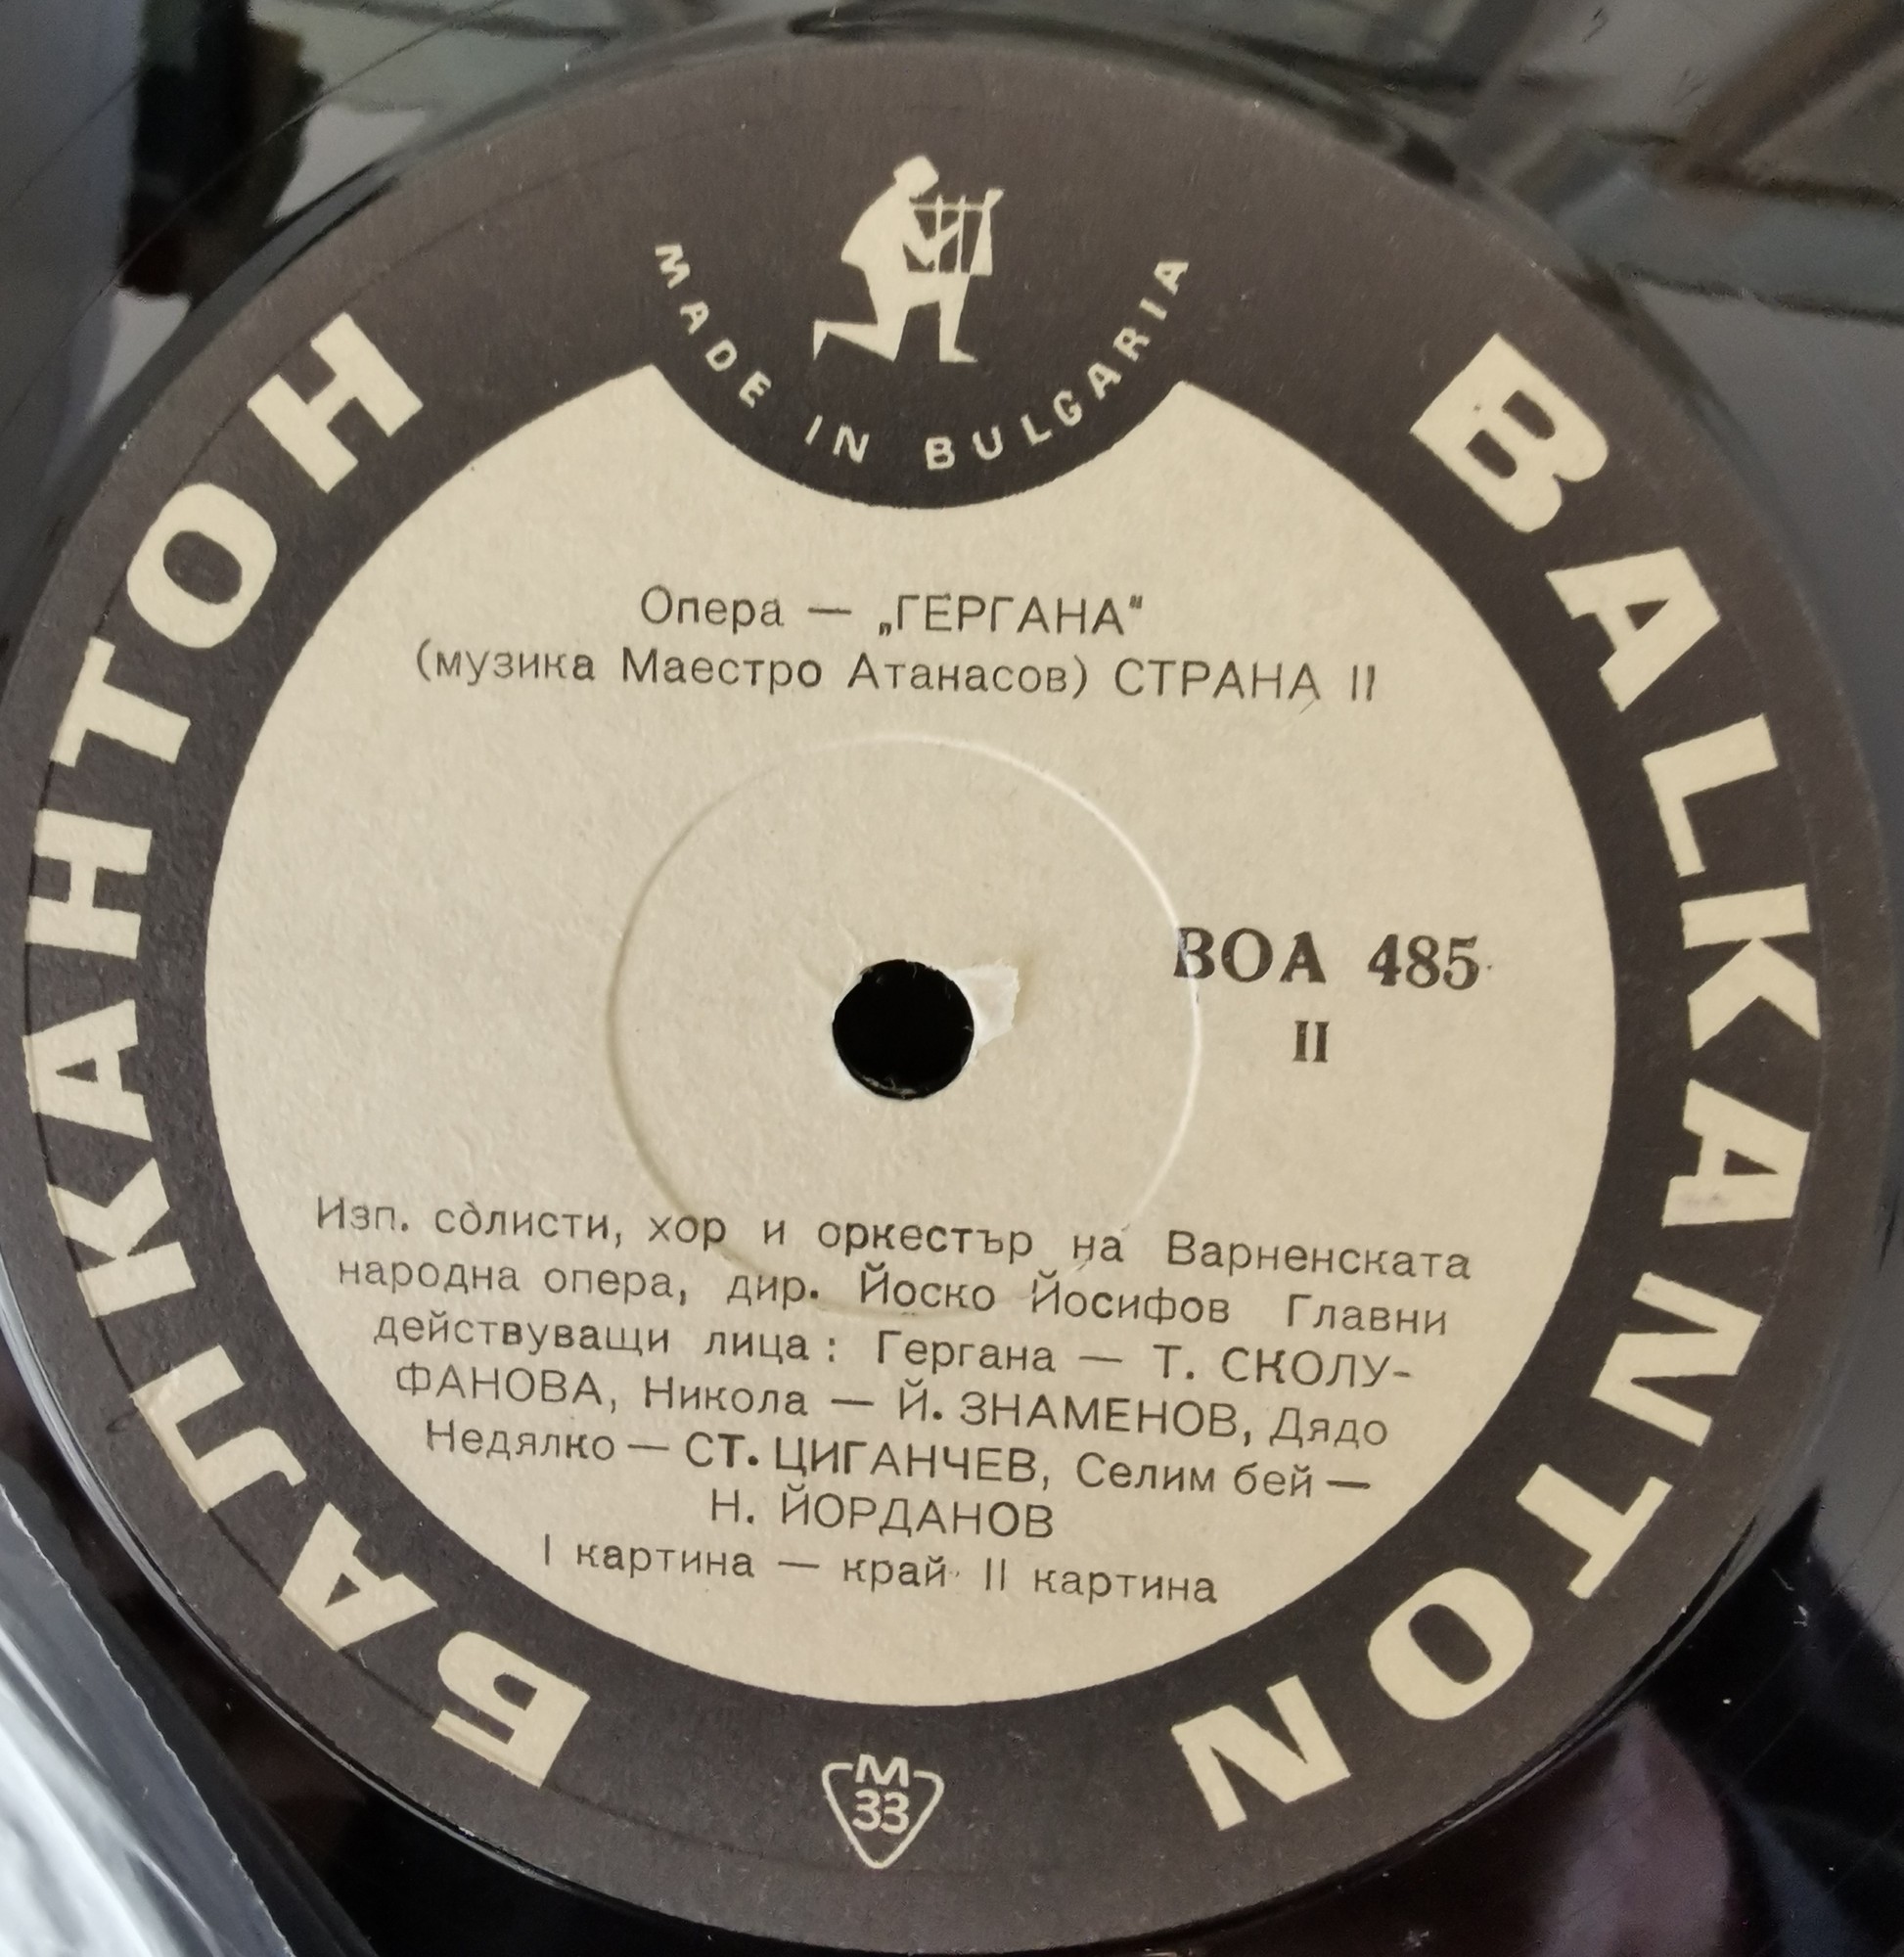 MADE IN BULGARIA
БАЛКАНТОН
BALKANTON
Опера — „ГЕРГАНА“
(музика Маестро Атанасов) СТРАНА II
ВОА 485
II
Изп. солисти, хор и оркестър на Варненската
народна опера, дир. Йоско Йосифов Главни
действуващи лица: Гергана — Т. СКОЛУ-
ФАНОВА, Никола — Й. ЗНАМЕНОВ, Дядо
Недялко — СТ. ЦИГАНЧЕВ, Селим бей —
Н. ЙОРДАНОВ
I картина — край II картина
М
33